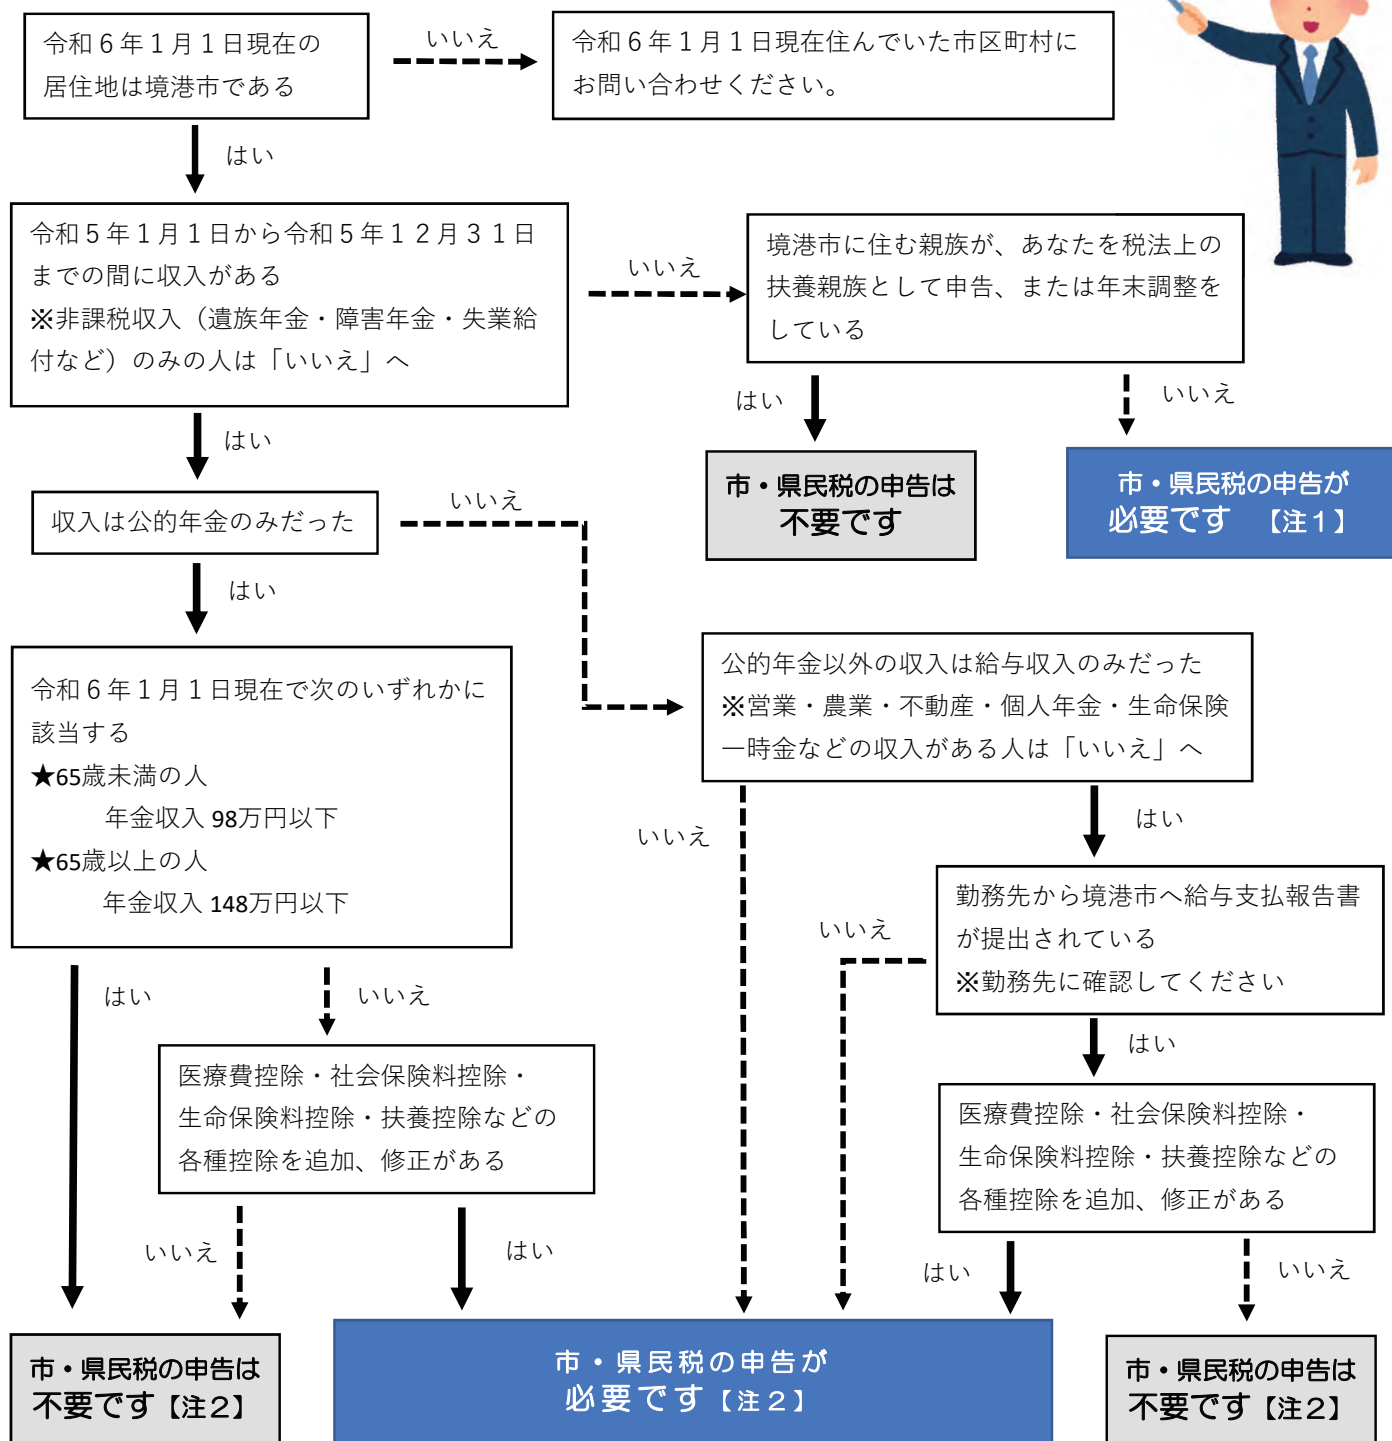 令和６年１月１日現在の
居住地は境港市である
いいえ
令和６年１月１日現在住んでいた市区町村に
お問い合わせください。
はい
令和５年１月１日から令和５年１２月３１日
までの間に収入がある
※非課税収入（遺族年金・障害年金・失業給
付など）のみの人は「いいえ」へ
いいえ
境港市に住む親族が、あなたを税法上の
扶養親族として申告、または年末調整を
している
はい
いいえ
市・県民税の申告は
不要です
市・県民税の申告が
必要です　【注１】
はい
収入は公的年金のみだった
いいえ
はい
令和６年１月１日現在で次のいずれかに
該当する
★65歳未満の人
年金収入 98万円以下
★65歳以上の人
年金収入 148万円以下
公的年金以外の収入は給与収入のみだった
※営業・農業・不動産・個人年金・生命保険
一時金などの収入がある人は「いいえ」へ
いいえ
はい
勤務先から境港市へ給与支払報告書
が提出されている
※勤務先に確認してください
いいえ
はい
はい
いいえ
医療費控除・社会保険料控除・
生命保険料控除・扶養控除などの
各種控除を追加、修正がある
医療費控除・社会保険料控除・
生命保険料控除・扶養控除などの
各種控除を追加、修正がある
いいえ
はい
はい
いいえ
市・県民税の申告は
不要です【注２】
市・県民税の申告が
必要です【注２】
市・県民税の申告は
不要です【注２】